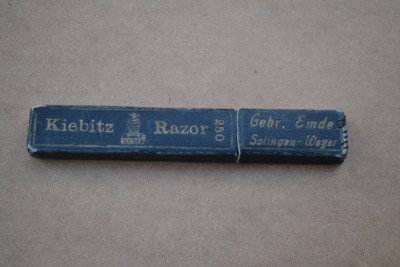 Kiebitz Razor 250
Gebr. Emde
Solingen-Weyer